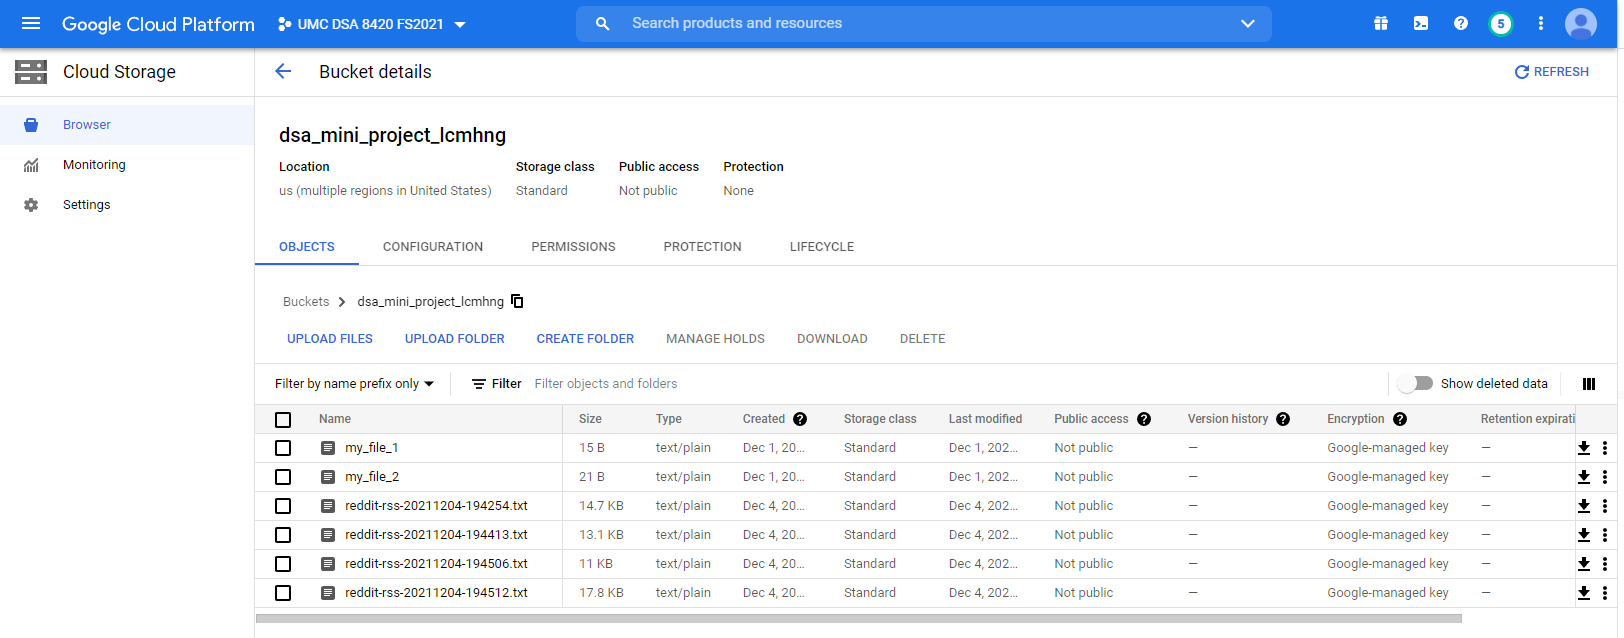 Google Cloud Platform UMC DSA 8420 FS2021 Search products and resources 5
Cloud Storage Bucket details REFRESH
Browser
Monitoring
Settings
dsa_mini_project_lcmhng
Location Storage class Public access Protection
us (multiple regions in United States) Standard Not public None
OBJECTS CONFIGURATION PERMISSIONS PROTECTION LIFECYCLE
Buckets dsa_mini_project_lcmhng
UPLOAD FILES UPLOAD FOLDER CREATE FOLDER MANAGE HOLDS DOWNLOAD DELETE
Filter by name prefix only Filter Filter objects and folders Show deleted data
Name Size Type Created Storage class Last modified Public access Version history Encryption Retention expirati
my_file_1 15 B text/plain Dec 1, 20... Standard Dec 1, 202... Not public — Google-managed key —
my_file_2 21 B text/plain Dec 1, 20... Standard Dec 1, 202... Not public — Google-managed key —
reddit-rss-20211204-194254.txt 14.7 KB text/plain Dec 4, 20... Standard Dec 4, 202... Not public — Google-managed key —
reddit-rss-20211204-194413.txt 13.1 KB text/plain Dec 4, 20... Standard Dec 4, 202... Not public — Google-managed key —
reddit-rss-20211204-194506.txt 11 KB text/plain Dec 4, 20... Standard Dec 4, 202... Not public — Google-managed key —
reddit-rss-20211204-194512.txt 17.8 KB text/plain Dec 4, 20... Standard Dec 4, 202... Not public — Google-managed key —